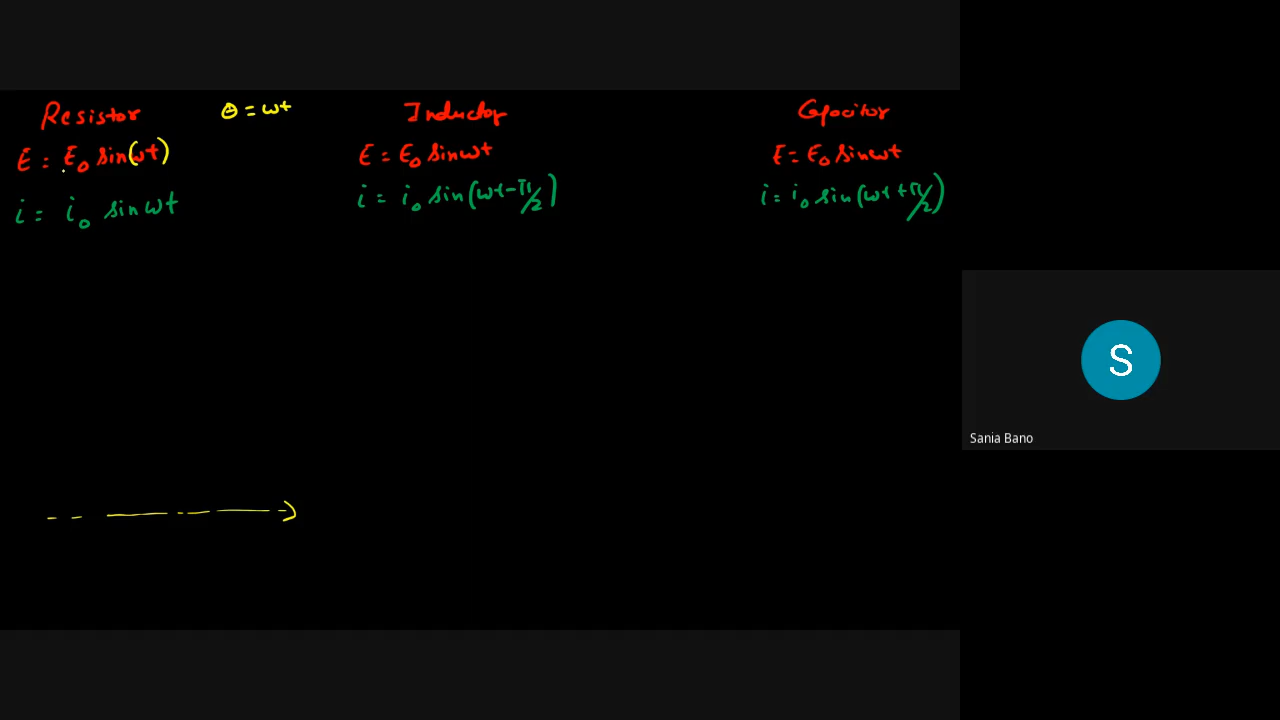 Resistor θ = ωt Inductor Capacitor
E = E₀ sin(ωt) E = E₀ sinωt E = E₀ sinωt
i = i₀ sinωt i = i₀ sin(ωt - π/2) i = i₀ sin(ωt + π/2)
S
Sania Bano